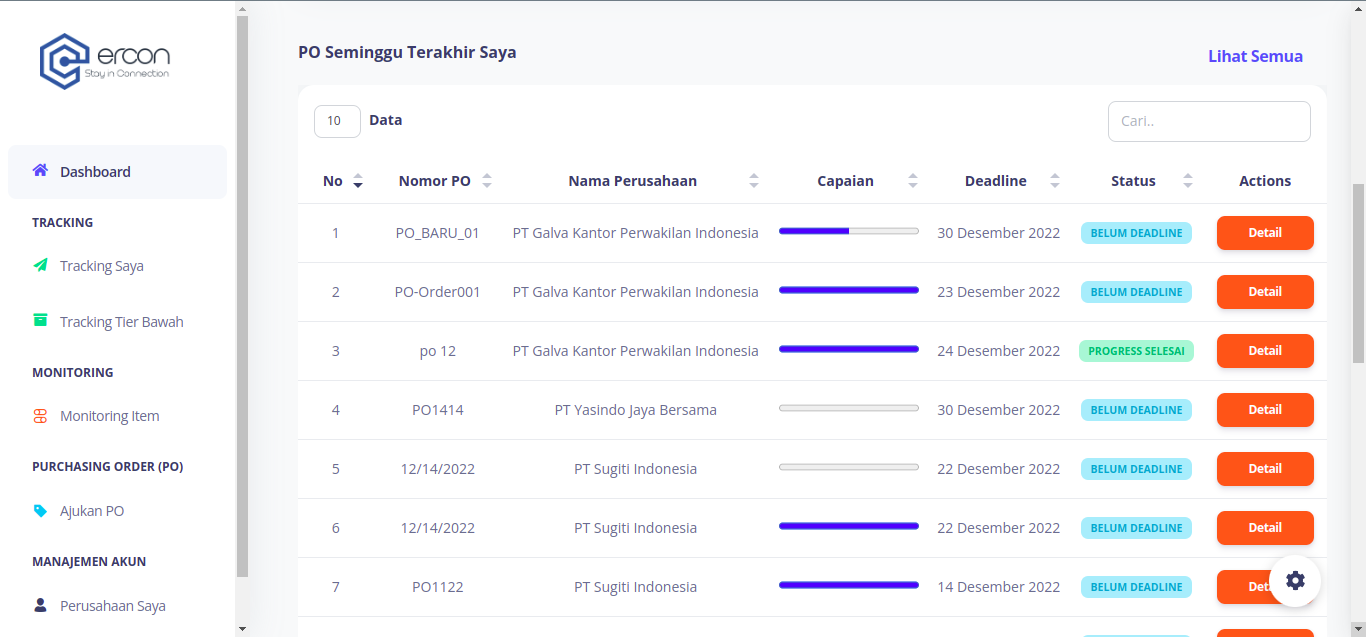 ercon
Stay in Connection
Dashboard
TRACKING
Tracking Saya
Tracking Tier Bawah
MONITORING
Monitoring Item
PURCHASING ORDER (PO)
Ajukan PO
MANAJEMEN AKUN
Perusahaan Saya
PO Seminggu Terakhir Saya
Lihat Semua
10 Data
Cari..
No Nomor PO Nama Perusahaan Capaian Deadline Status Actions
1 PO_BARU_01 PT Galva Kantor Perwakilan Indonesia 30 Desember 2022 BELUM DEADLINE Detail
2 PO-Order001 PT Galva Kantor Perwakilan Indonesia 23 Desember 2022 BELUM DEADLINE Detail
3 po 12 PT Galva Kantor Perwakilan Indonesia 24 Desember 2022 PROGRESS SELESAI Detail
4 PO1414 PT Yasindo Jaya Bersama 30 Desember 2022 BELUM DEADLINE Detail
5 12/14/2022 PT Sugiti Indonesia 22 Desember 2022 BELUM DEADLINE Detail
6 12/14/2022 PT Sugiti Indonesia 22 Desember 2022 BELUM DEADLINE Detail
7 PO1122 PT Sugiti Indonesia 14 Desember 2022 BELUM DEADLINE Det